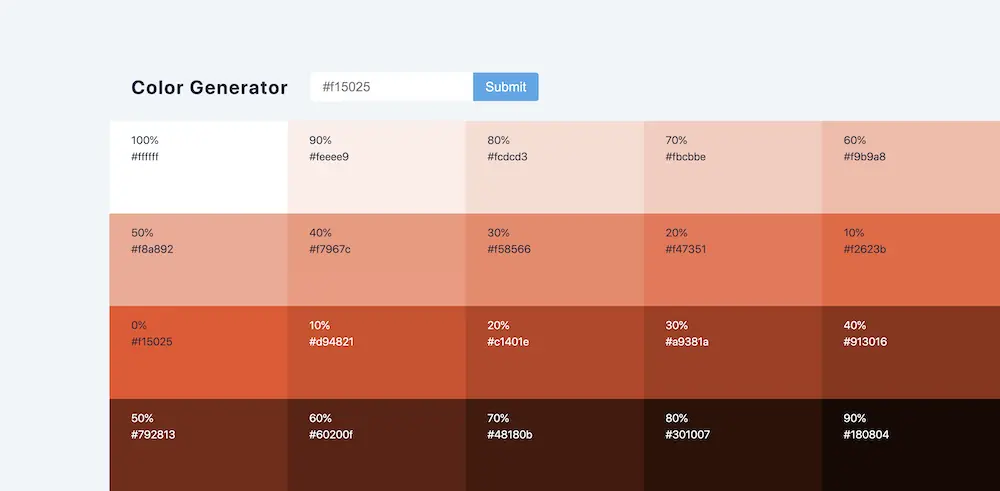 Color Generator
#f15025
Submit
100%
#ffffff
90%
#feeee9
80%
#fcdcd3
70%
#fbcbbe
60%
#f9b9a8
50%
#f8a892
40%
#f7967c
30%
#f58566
20%
#f47351
10%
#f2623b
0%
#f15025
10%
#d94821
20%
#c1401e
30%
#a9381a
40%
#913016
50%
#792813
60%
#60200f
70%
#48180b
80%
#301007
90%
#180804